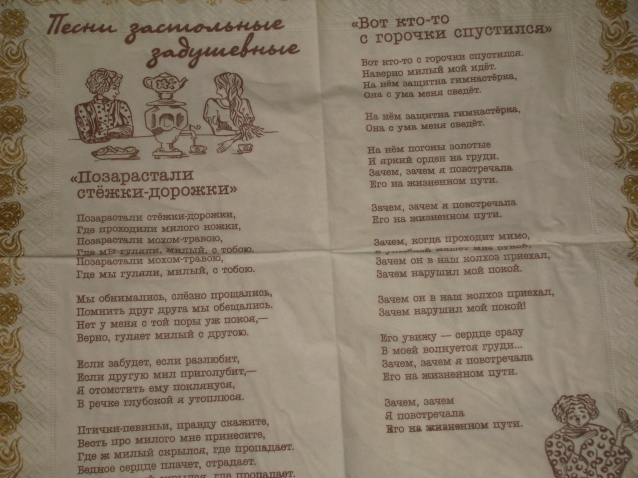 Песни застольные
задушевные
«Позарастали
стёжки-дорожки»
Позарастали стёжки-дорожки,
Где проходили милого ножки,
Позарастали мохом-травою,
Где мы гуляли, милый, с тобою.
Позарастали мохом-травою,
Где мы гуляли, милый, с тобою.
Мы обнимались, слёзно прощались,
Помнить друг друга мы обещались.
Нет у меня с той поры уж покоя,—
Верно, гуляет милый с другою.
Если забудет, если разлюбит,
Если другую мил приголубит,—
Я отомстить ему поклянуся,
В речке глубокой я утоплюся.
Птички-певиньи, правду скажите,
Весть про милого мне принесите,
Где ж милый скрылся, где пропадает.
Бедное сердце плачет, страдает.
скрылся, где пропадает.
«Вот кто-то
с горочки спустился»
Вот кто-то с горочки спустился.
Наверно милый мой идёт.
На нём защитна гимнастёрка,
Она с ума меня сведёт.
На нём защитна гимнастёрка,
Она с ума меня сведёт.
На нём погоны золотые
И яркий орден на груди.
Зачем, зачем я повстречала
Его на жизненном пути.
Зачем, зачем я повстречала
Его на жизненном пути.
Зачем, когда проходит мимо,
Зачем он в наш колхоз приехал,
Зачем нарушил мой покой.
Зачем он в наш колхоз приехал,
Зачем нарушил мой покой!
Его увижу — сердце сразу
В моей волнуется груди...
Зачем, зачем я повстречала
Его на жизненном пути!
Зачем, зачем
Я повстречала
Его на жизненном пути.